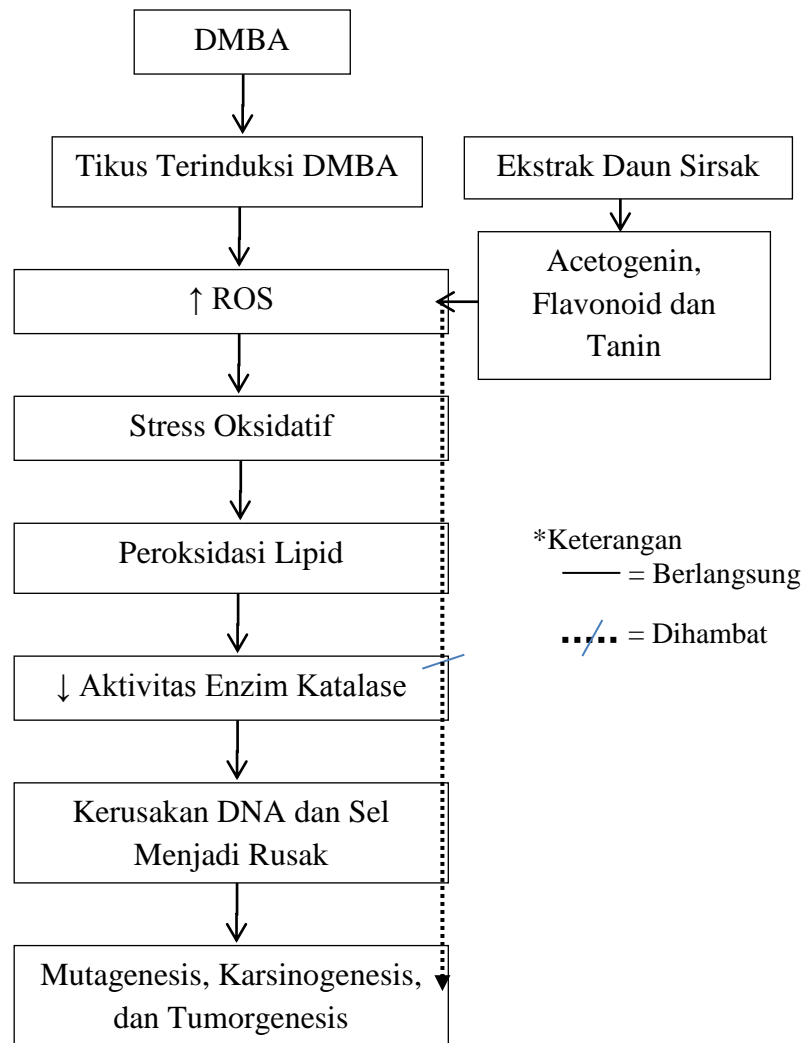 DMBA
Tikus Terinduksi DMBA
Ekstrak Daun Sirsak
Acetogenin,
Flavonoid dan
Tanin
↑ ROS
Stress Oksidatif
Peroksidasi Lipid
*Keterangan
= Berlangsung
= Dihambat
↓ Aktivitas Enzim Katalase
Kerusakan DNA dan Sel
Menjadi Rusak
Mutagenesis, Karsinogenesis,
dan Tumorgenesis